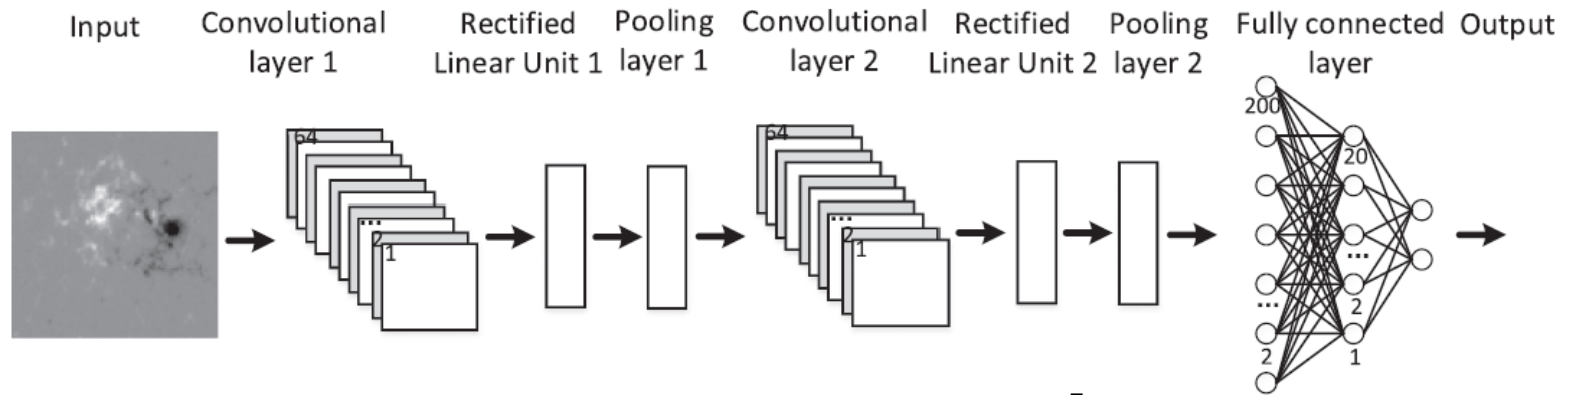 Input
Convolutional
layer 1
Rectified
Linear Unit 1
Pooling
layer 1
Convolutional
layer 2
Rectified
Linear Unit 2
Pooling
layer 2
Fully connected
layer
Output
64
...
2
1
64
...
2
1
200
...
2
20
...
2
1